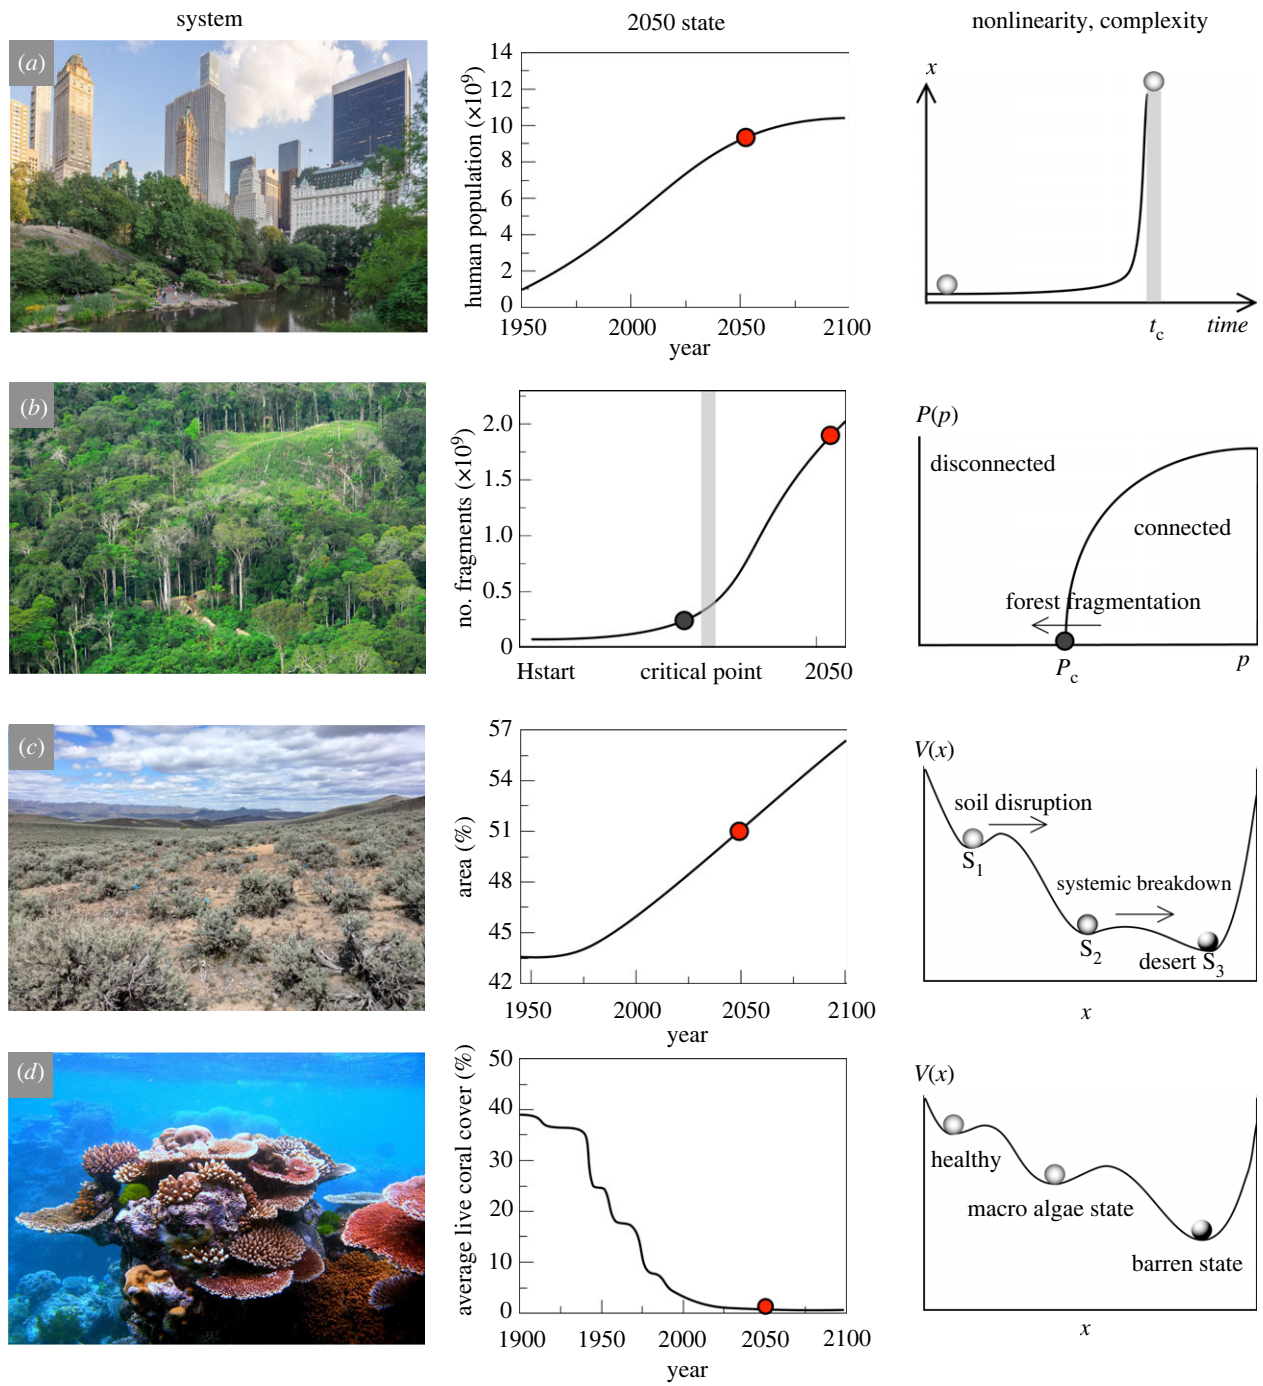 system
2050 state
nonlinearity, complexity
(a)
human population (×10⁹)
14
12
10
8
6
4
2
0
1950 2000 2050 2100
year
x
t_c
time
(b)
no. fragments (×10⁹)
2.0
1.5
1.0
0.5
0
Hstart critical point 2050
P(p)
disconnected
connected
forest fragmentation
P_c
p
(c)
area (%)
57
54
51
48
45
42
1950 2000 2050 2100
year
V(x)
soil disruption
S₁
systemic breakdown
S₂
desert S₃
x
(d)
average live coral cover (%)
50
40
30
20
10
0
1900 1950 2000 2050 2100
year
V(x)
healthy
macro algae state
barren state
x